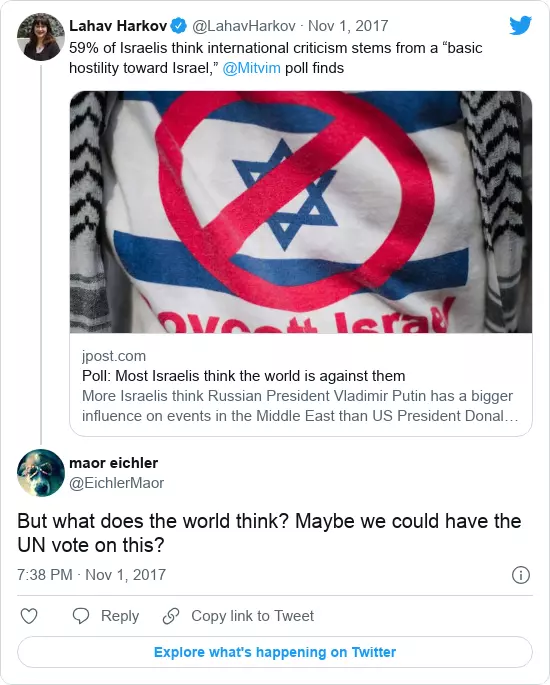 Lahav Harkov @LahavHarkov · Nov 1, 2017
59% of Israelis think international criticism stems from a “basic
hostility toward Israel,” @Mitvim poll finds
oycott Israel
jpost.com
Poll: Most Israelis think the world is against them
More Israelis think Russian President Vladimir Putin has a bigger
influence on events in the Middle East than US President Donal…
maor eichler
@EichlerMaor
But what does the world think? Maybe we could have the
UN vote on this?
7:38 PM · Nov 1, 2017
Reply
Copy link to Tweet
Explore what's happening on Twitter